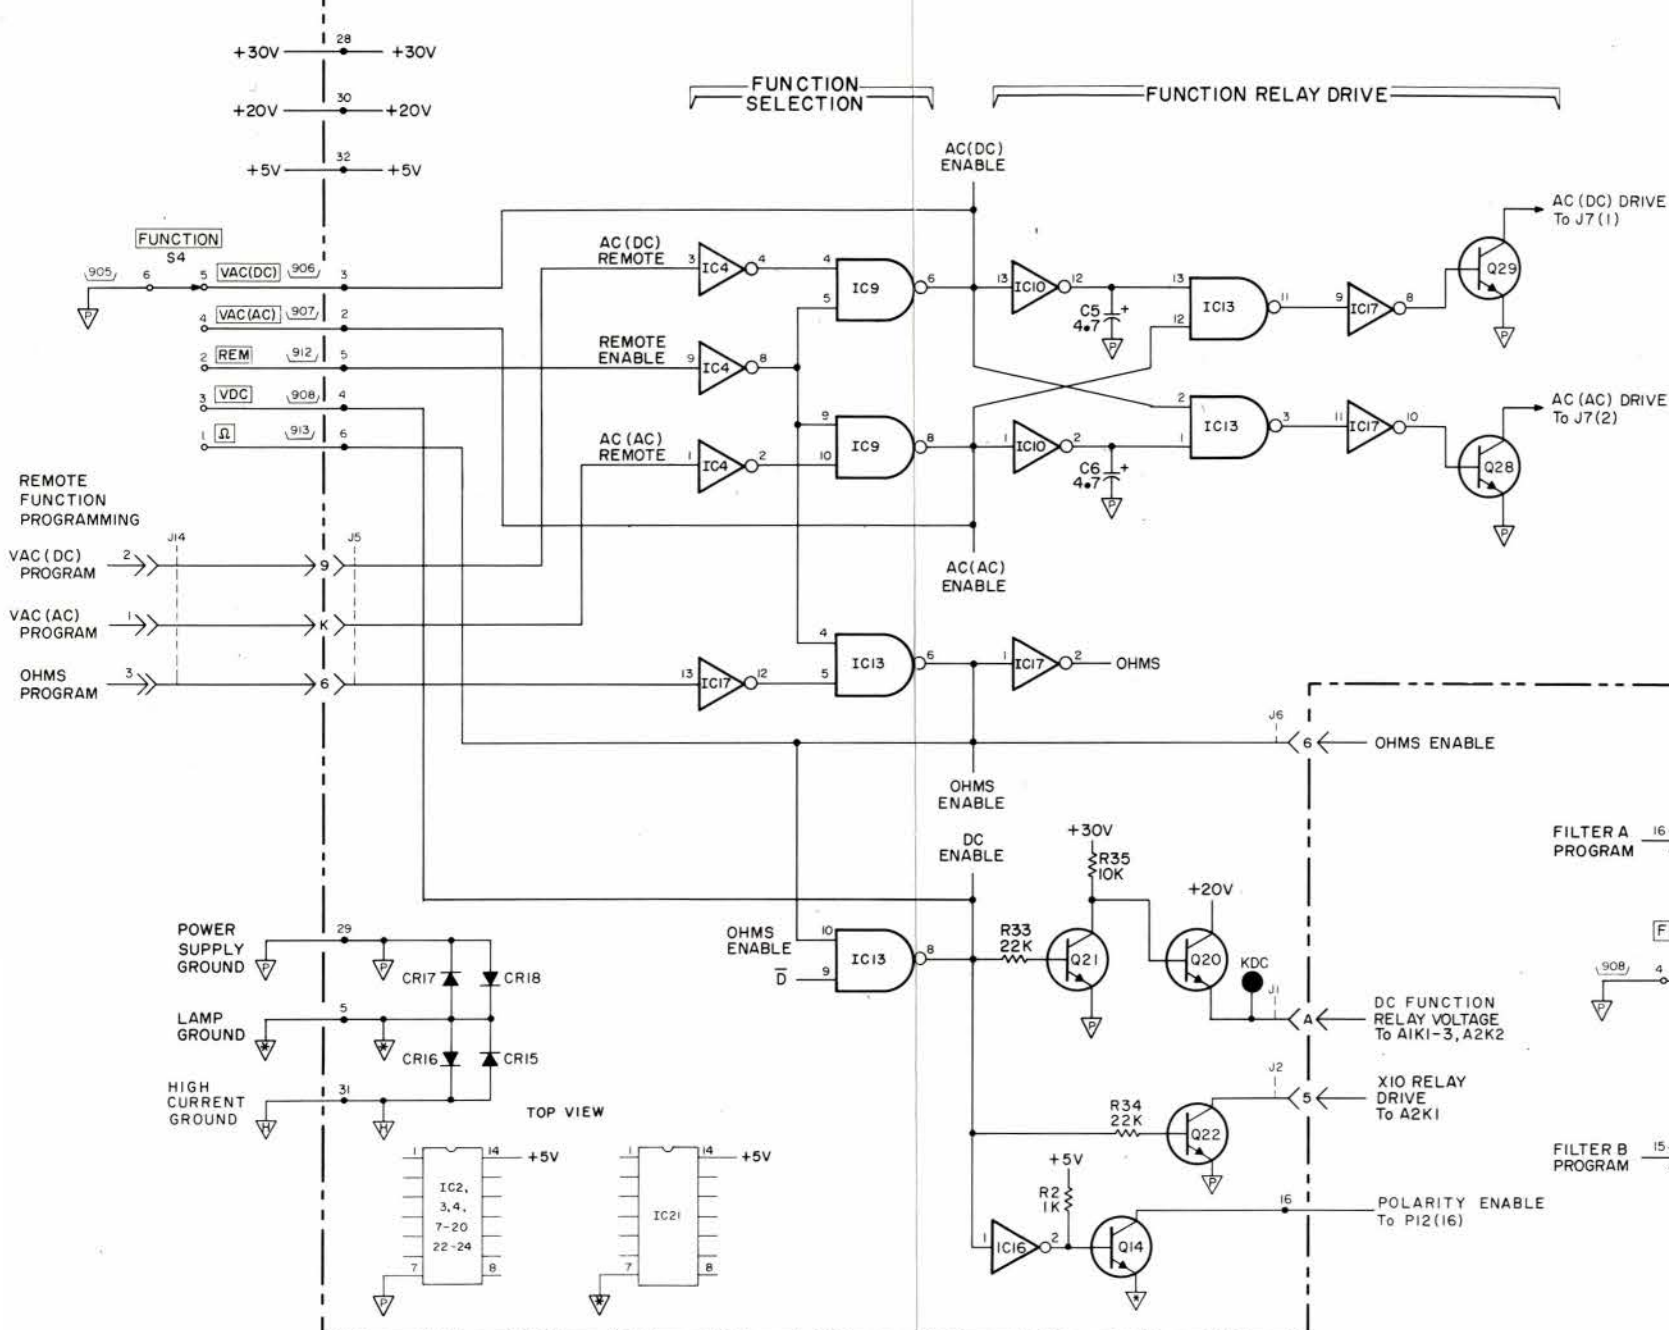 +30V 28 +30V
+20V 30 +20V
+5V 32 +5V
FUNCTION
SELECTION
FUNCTION RELAY DRIVE
AC(DC)
ENABLE
FUNCTION
S4
905 6 5 VAC(DC) 906 3
4 VAC(AC) 907 2
2 REM 912 5
3 VDC 908 4
1 Ω 913 6
P
AC(DC)
REMOTE
3 IC4 4
4 5 IC9 6
REMOTE
ENABLE
9 IC4 8
AC(AC)
REMOTE
1 IC4 2
9 10 IC9 8
13 IC10 12
C5 +
4.7
P
13 12 IC13 11
9 IC17 8
Q29
P
AC(DC) DRIVE
To J7(1)
1 IC10 2
C6 +
4.7
P
2 1 IC13 3
11 IC17 10
Q28
P
AC(AC) DRIVE
To J7(2)
AC(AC)
ENABLE
REMOTE
FUNCTION
PROGRAMMING
J14 J5
VAC(DC)
PROGRAM
2 9
VAC(AC)
PROGRAM
1 K
OHMS
PROGRAM
3 6
13 IC17 12
4 5 IC13 6
1 IC17 2 OHMS
J6
6 OHMS ENABLE
OHMS
ENABLE
DC
ENABLE
+30V
R35
10K
+20V
OHMS
ENABLE
10
D̅ 9
IC13 8
R33
22K
Q21
P
Q20
KDC
J1
A
DC FUNCTION
RELAY VOLTAGE
To A1K1-3, A2K2
J2
5
X10 RELAY
DRIVE
To A2K1
R34
22K
Q22
P
+5V
R2
1K
1 IC16 2
Q14
*
16
POLARITY ENABLE
To P12(16)
FILTER A
PROGRAM
16
F
908 4
P
FILTER B
PROGRAM
15
POWER
SUPPLY
GROUND
P 29 P
CR17 CR18
LAMP
GROUND
* 5 *
CR16 CR15
HIGH
CURRENT
GROUND
H 31 H
TOP VIEW
1 14 +5V
IC2,
3,4,
7-20
22-24
7 8
P
1 14 +5V
IC21
7 8
*